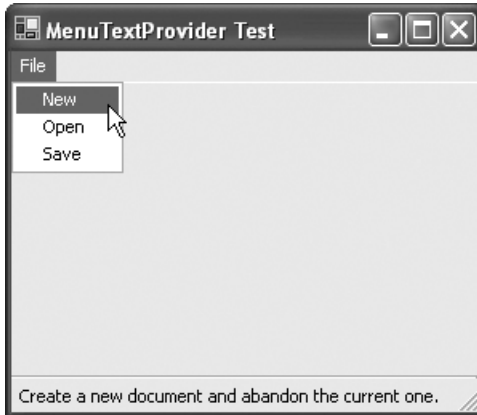 MenuTextProvider Test
File
New
Open
Save
Create a new document and abandon the current one.